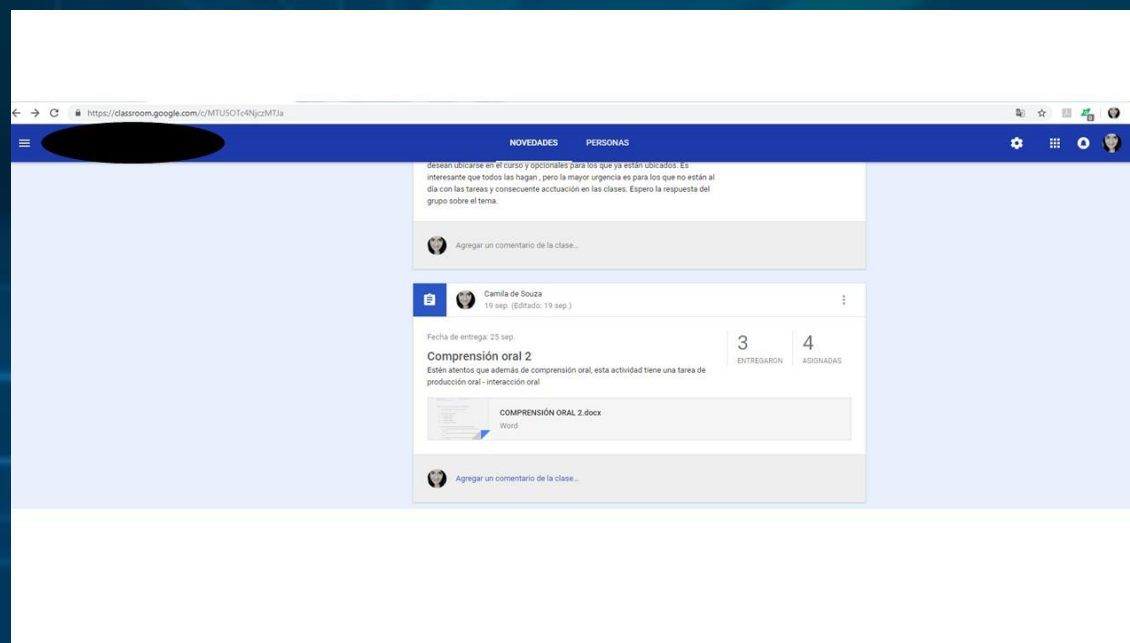 https://classroom.google.com/c/MTU5OTc4NjczMTJa
NOVEDADES PERSONAS
desean ubicarse en el curso y opcionales para los que ya están ubicados. Es
interesante que todos las hagan , pero la mayor urgencia es para los que no están al
día con las tareas y consecuente acctuación en las clases. Espero la respuesta del
grupo sobre el tema.
Agregar un comentario de la clase...
Camila de Souza
19 sep. (Editado: 19 sep.)
Fecha de entrega: 25 sep.
3 4
ENTREGARON ASIGNADAS
Comprensión oral 2
Estén atentos que además de comprensión oral, esta actividad tiene una tarea de
producción oral - interacción oral
COMPRENSIÓN ORAL 2.docx
Word
Agregar un comentario de la clase...